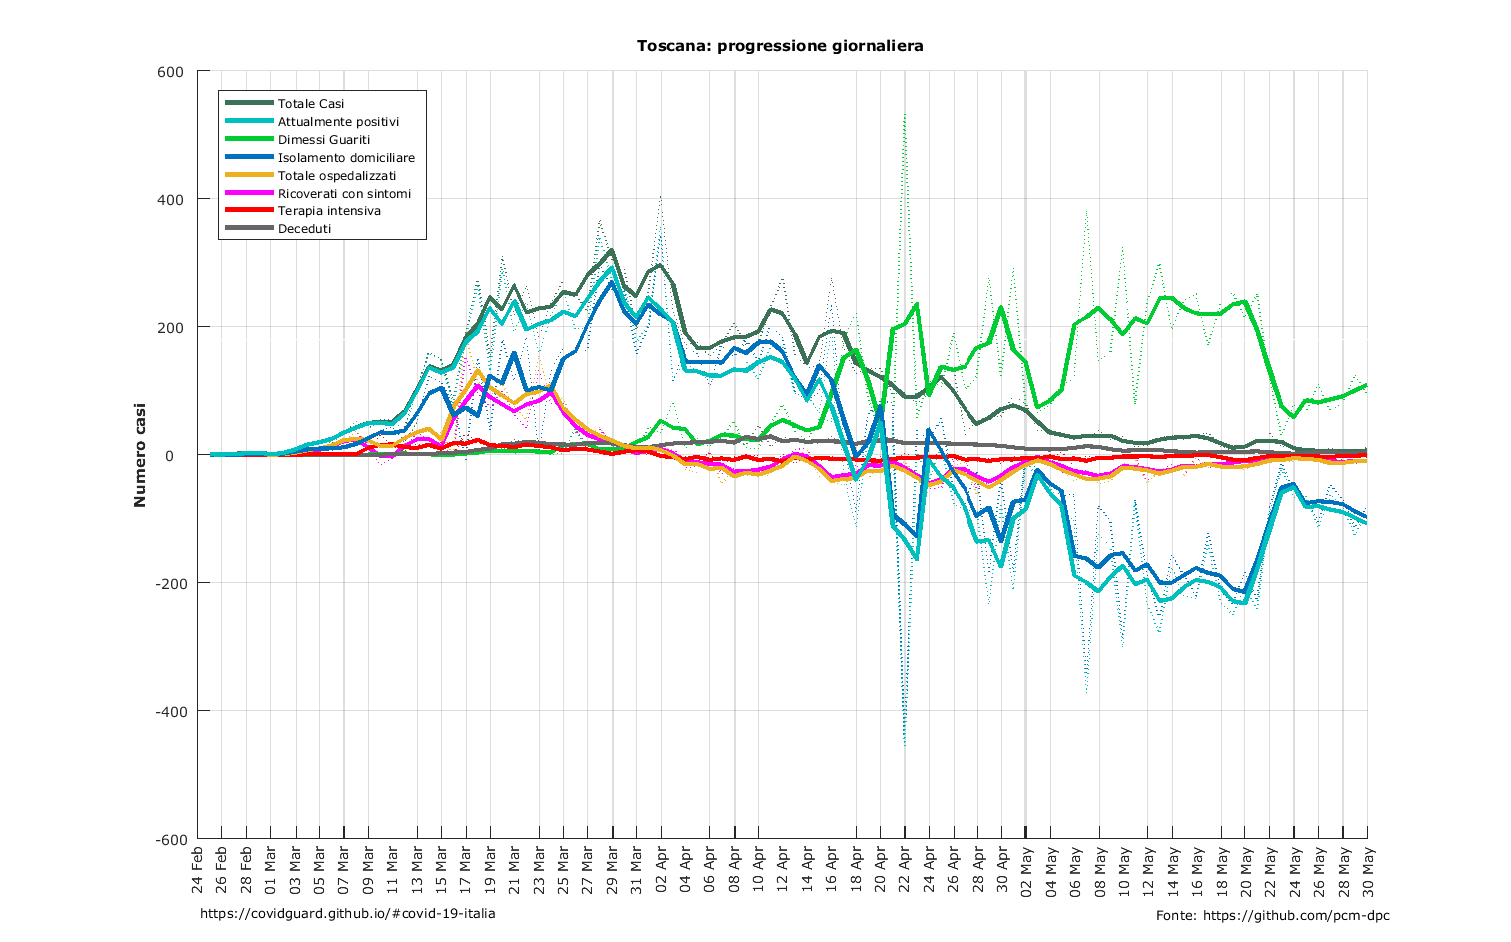 Toscana: progressione giornaliera
600
400
200
0
-200
-400
-600
Numero casi
Totale Casi
Attualmente positivi
Dimessi Guariti
Isolamento domiciliare
Totale ospedalizzati
Ricoverati con sintomi
Terapia intensiva
Deceduti
24 Feb
26 Feb
28 Feb
01 Mar
03 Mar
05 Mar
07 Mar
09 Mar
11 Mar
13 Mar
15 Mar
17 Mar
19 Mar
21 Mar
23 Mar
25 Mar
27 Mar
29 Mar
31 Mar
02 Apr
04 Apr
06 Apr
08 Apr
10 Apr
12 Apr
14 Apr
16 Apr
18 Apr
20 Apr
22 Apr
24 Apr
26 Apr
28 Apr
30 Apr
02 May
04 May
06 May
08 May
10 May
12 May
14 May
16 May
18 May
20 May
22 May
24 May
26 May
28 May
30 May
https://covidguard.github.io/#covid-19-italia
Fonte: https://github.com/pcm-dpc